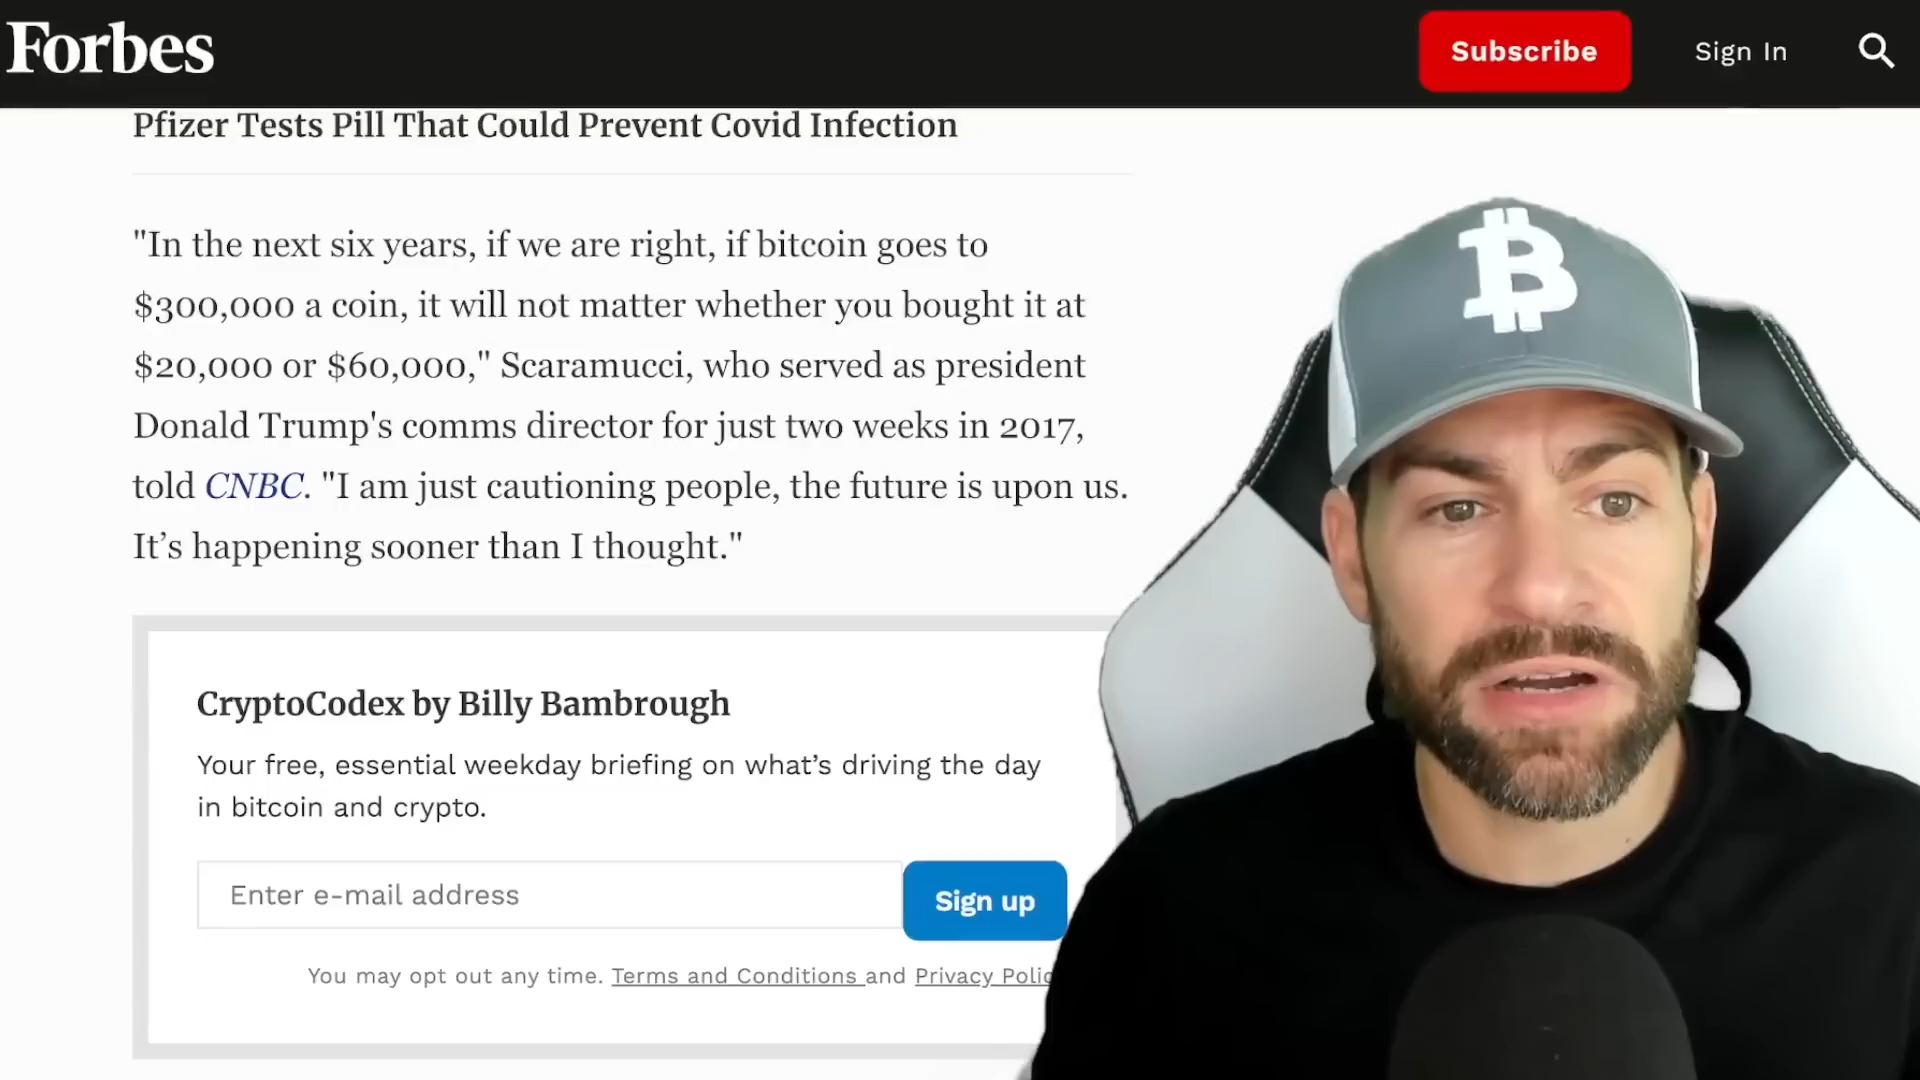 Forbes
Subscribe
Sign In
Pfizer Tests Pill That Could Prevent Covid Infection
"In the next six years, if we are right, if bitcoin goes to
$300,000 a coin, it will not matter whether you bought it at
$20,000 or $60,000," Scaramucci, who served as president
Donald Trump's comms director for just two weeks in 2017,
told CNBC. "I am just cautioning people, the future is upon us.
It’s happening sooner than I thought."
CryptoCodex by Billy Bambrough
Your free, essential weekday briefing on what’s driving the day
in bitcoin and crypto.
Enter e-mail address
Sign up
You may opt out any time. Terms and Conditions and Privacy Polic